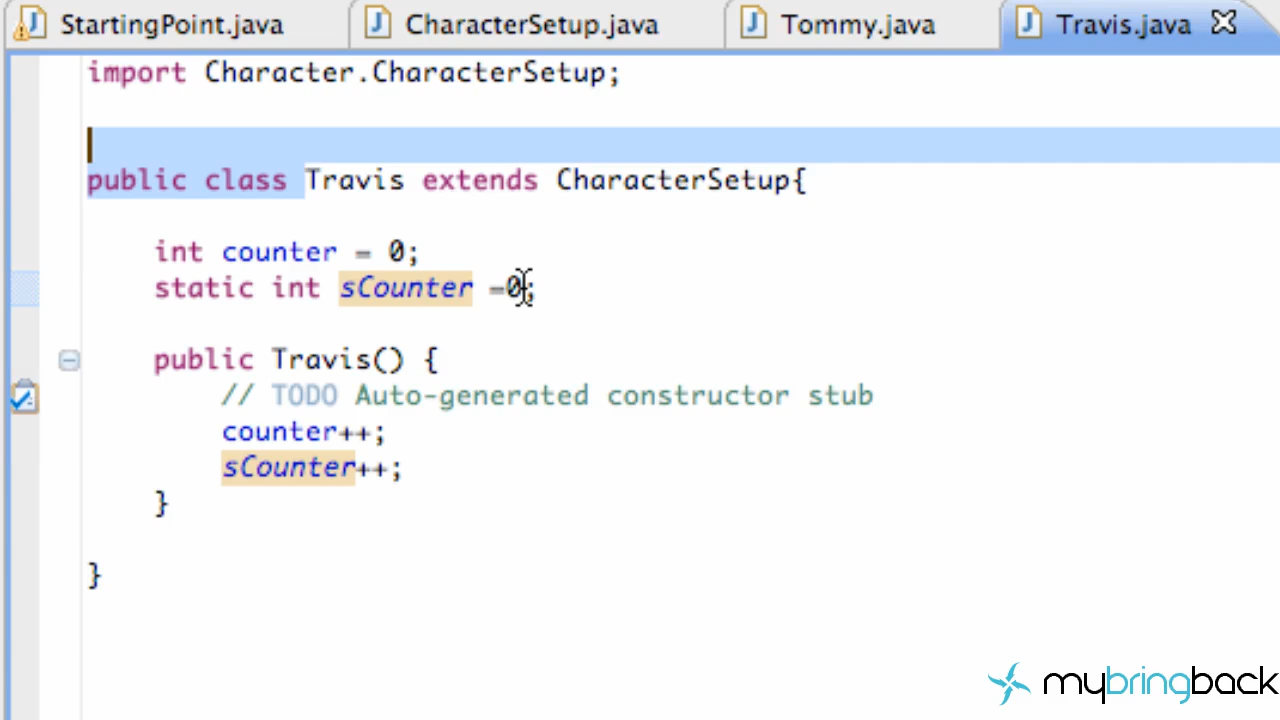 StartingPoint.java CharacterSetup.java Tommy.java Travis.java
import Character.CharacterSetup;
public class Travis extends CharacterSetup{
int counter = 0;
static int sCounter =0;
public Travis() {
// TODO Auto-generated constructor stub
counter++;
sCounter++;
}
}
mybringback